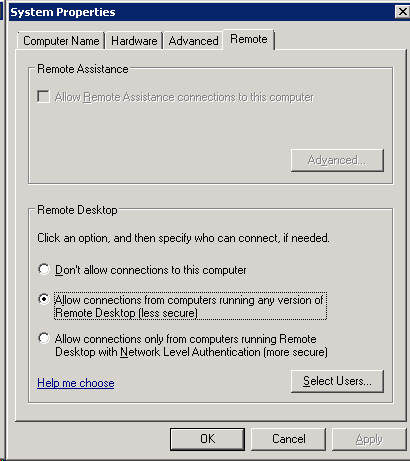 System Properties
Computer Name
Hardware
Advanced
Remote
Remote Assistance
Allow Remote Assistance connections to this computer
Advanced...
Remote Desktop
Click an option, and then specify who can connect, if needed.
Don't allow connections to this computer
Allow connections from computers running any version of
Remote Desktop (less secure)
Allow connections only from computers running Remote
Desktop with Network Level Authentication (more secure)
Help me choose
Select Users...
OK
Cancel
Apply